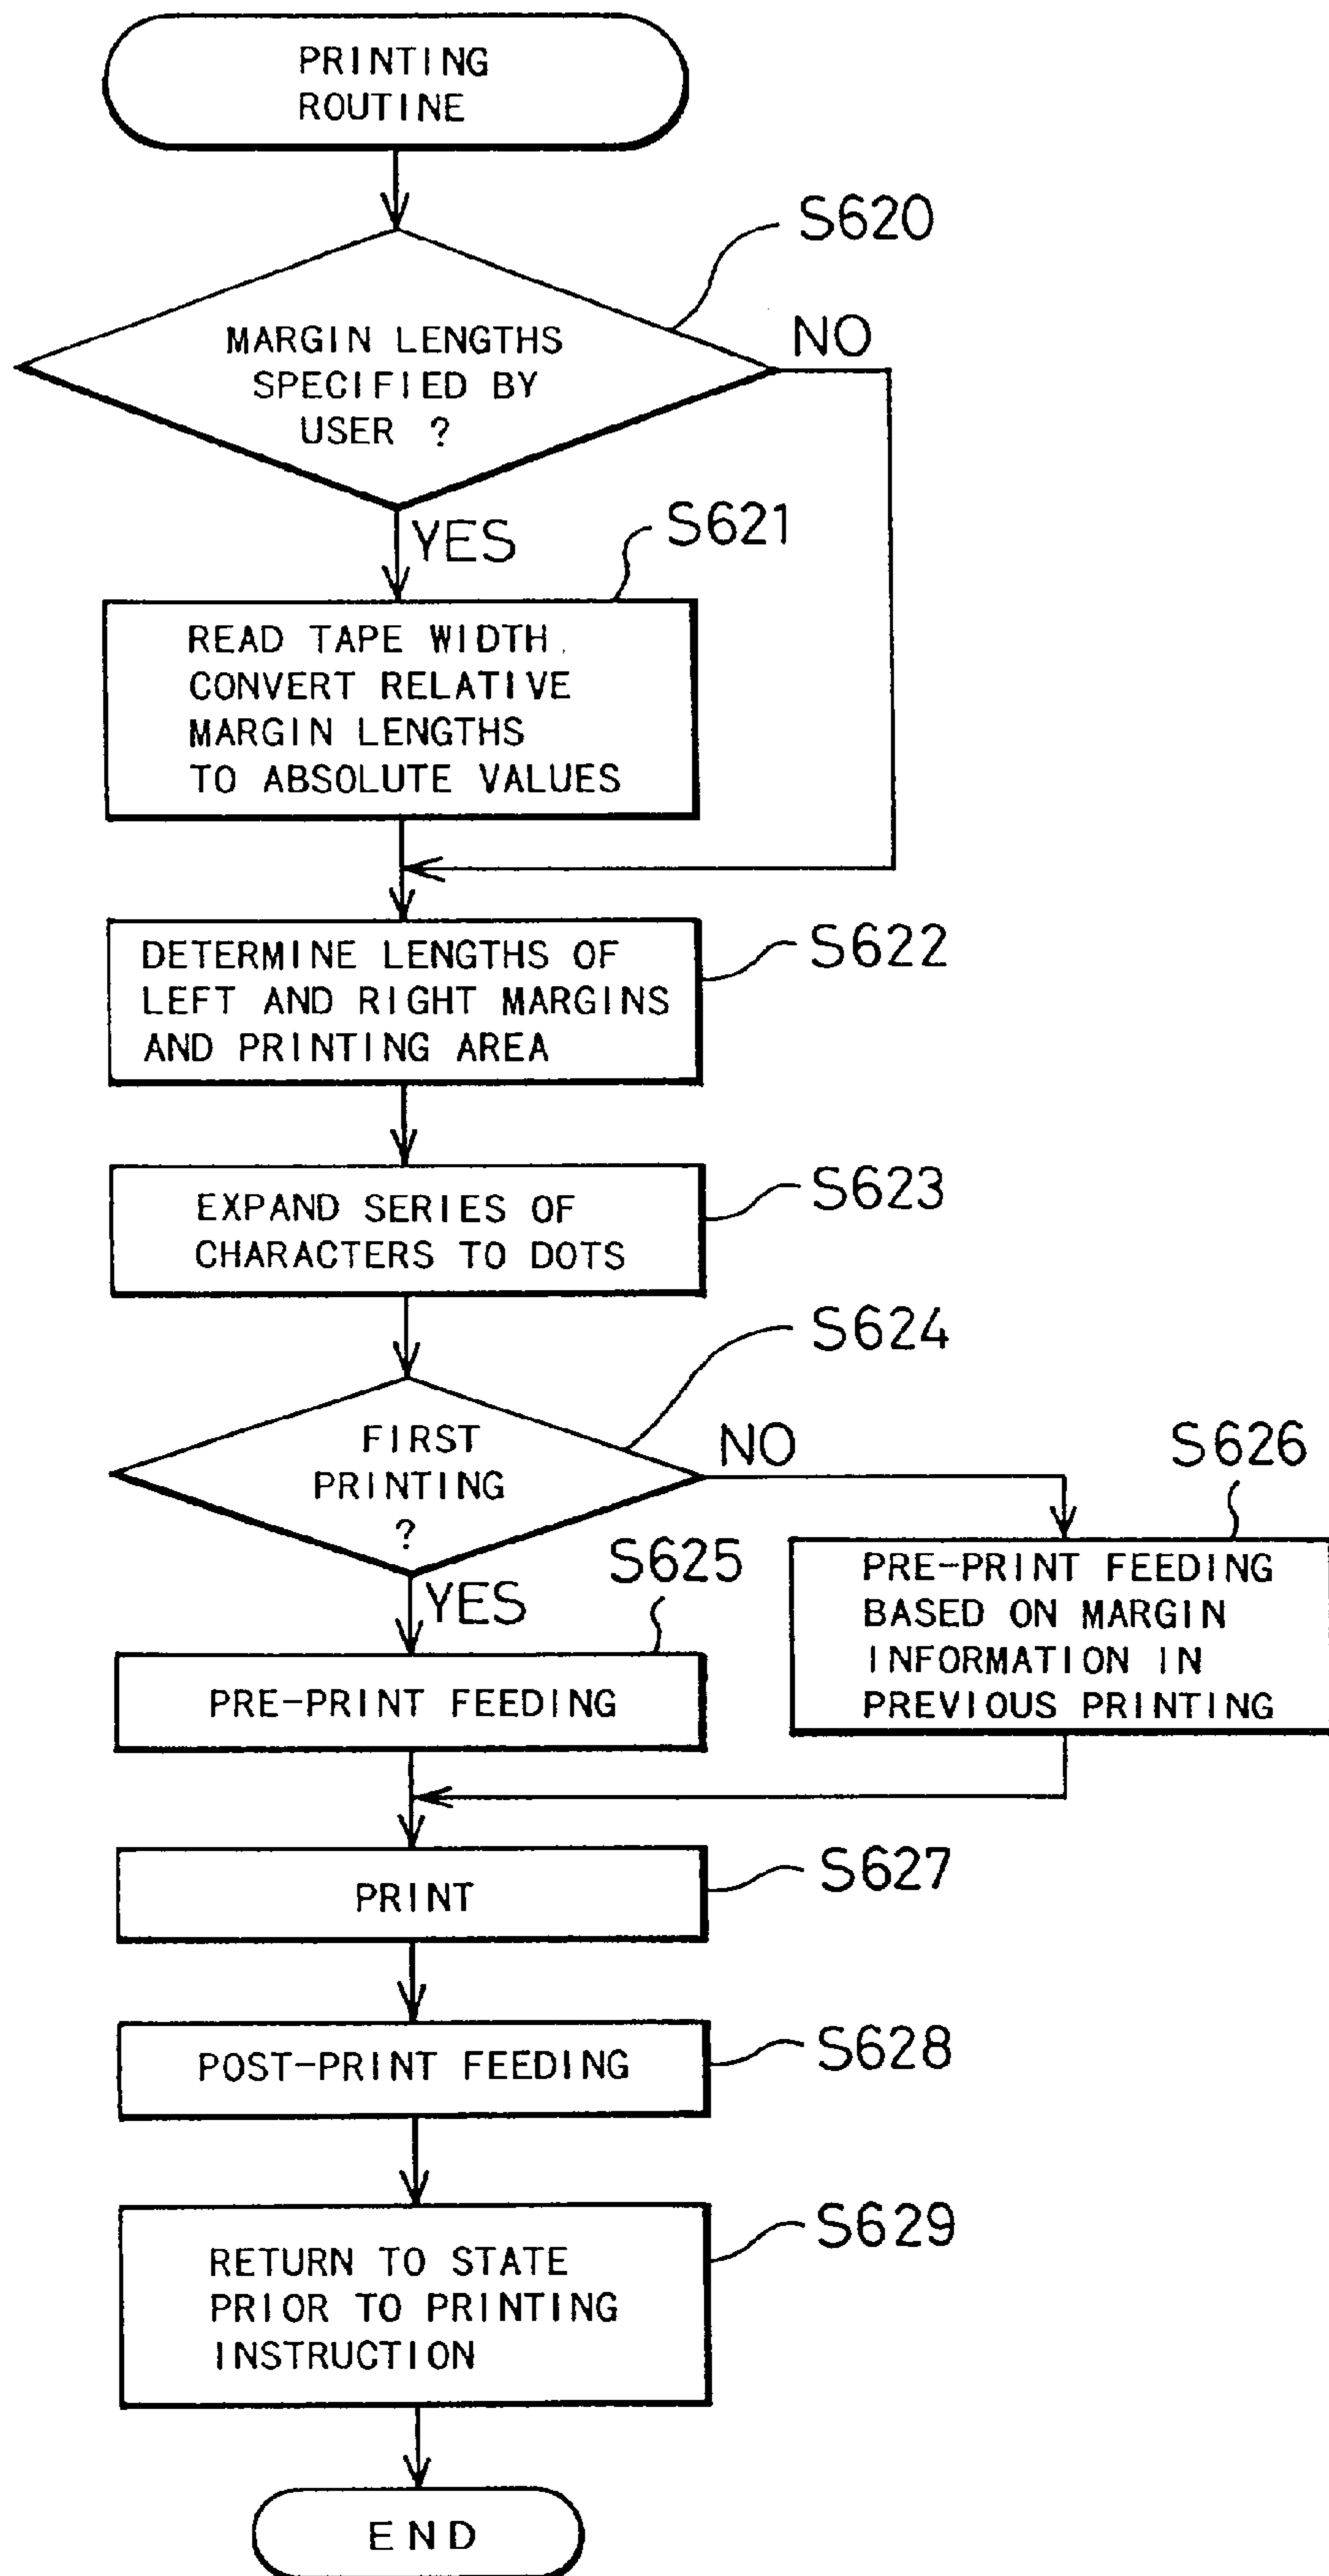 PRINTING
ROUTINE
S620
MARGIN LENGTHS
SPECIFIED BY
USER ?
NO
YES
S621
READ TAPE WIDTH
CONVERT RELATIVE
MARGIN LENGTHS
TO ABSOLUTE VALUES
S622
DETERMINE LENGTHS OF
LEFT AND RIGHT MARGINS
AND PRINTING AREA
S623
EXPAND SERIES OF
CHARACTERS TO DOTS
S624
FIRST
PRINTING
?
NO
YES
S625
PRE-PRINT FEEDING
S626
PRE-PRINT FEEDING
BASED ON MARGIN
INFORMATION IN
PREVIOUS PRINTING
S627
PRINT
S628
POST-PRINT FEEDING
S629
RETURN TO STATE
PRIOR TO PRINTING
INSTRUCTION
END